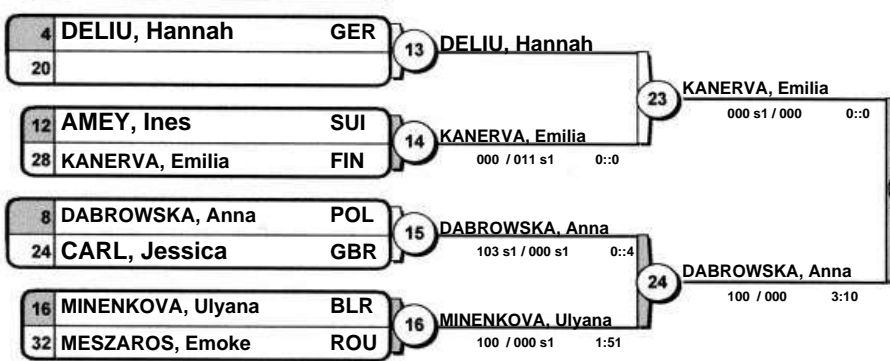 4 DELIU, Hannah GER
20
13 DELIU, Hannah
12 AMEY, Ines SUI
28 KANERVA, Emilia FIN
14 KANERVA, Emilia
000 / 011 s1 0::0
23 KANERVA, Emilia
000 s1 / 000 0::0
8 DABROWSKA, Anna POL
24 CARL, Jessica GBR
15 DABROWSKA, Anna
103 s1 / 000 s1 0::4
16 MINENKOVA, Ulyana BLR
32 MESZAROS, Emoke ROU
16 MINENKOVA, Ulyana
100 / 000 s1 1:51
24 DABROWSKA, Anna
100 / 000 3:10